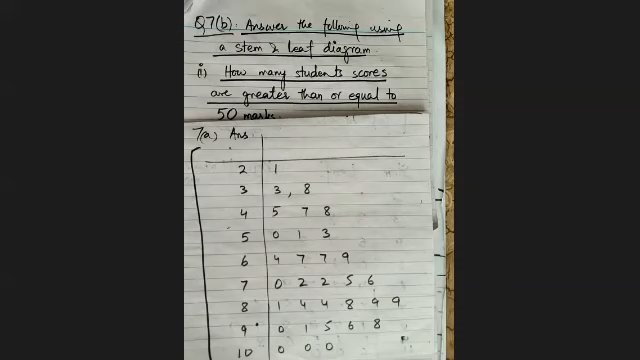 Q7(b). Answer the following using
a stem & leaf diagram.
(i) How many students scores
are greater than or equal to
50 marks.
7(a) Ans
2 | 1
3 | 3, 8
4 | 5 7 8
5 | 0 1 3
6 | 4 7 7 9
7 | 0 2 2 5 6
8 | 1 4 4 8 9 9
9 | 0 1 5 6 8
10 | 0 0 0